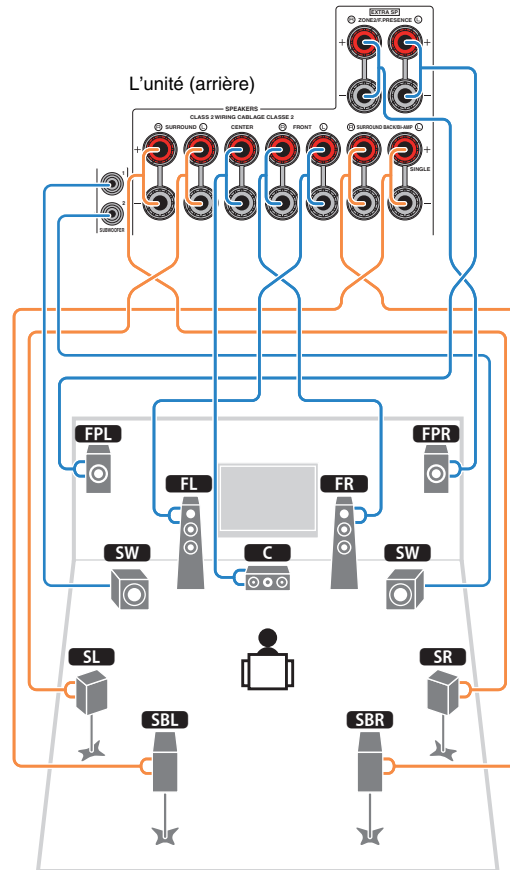 EXTRA SP
R ZONE2/F.PRESENCE L
+ +
− −
L'unité (arrière)
SPEAKERS
CLASS 2 WIRING CABLAGE CLASSE 2
R SURROUND L CENTER R FRONT L R SURROUND BACK/BI-AMP L
+ +
SINGLE
− −
1
2
SUBWOOFER
FPL FPR
FL FR
SW C SW
SL SR
SBL SBR